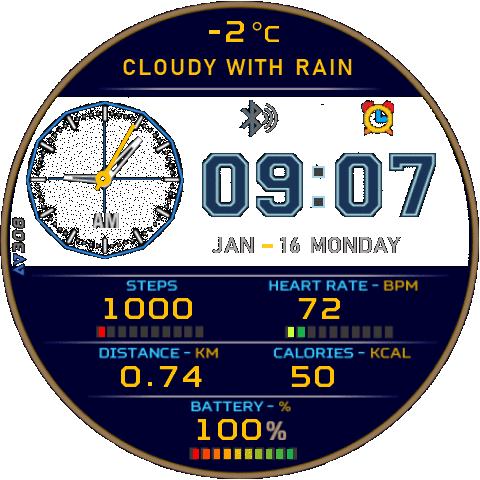 -2 °C
CLOUDY WITH RAIN
09:07
AM
JAN - 16 MONDAY
STEPS
1000
HEART RATE - BPM
72
DISTANCE - KM
0.74
CALORIES - KCAL
50
BATTERY - %
100%